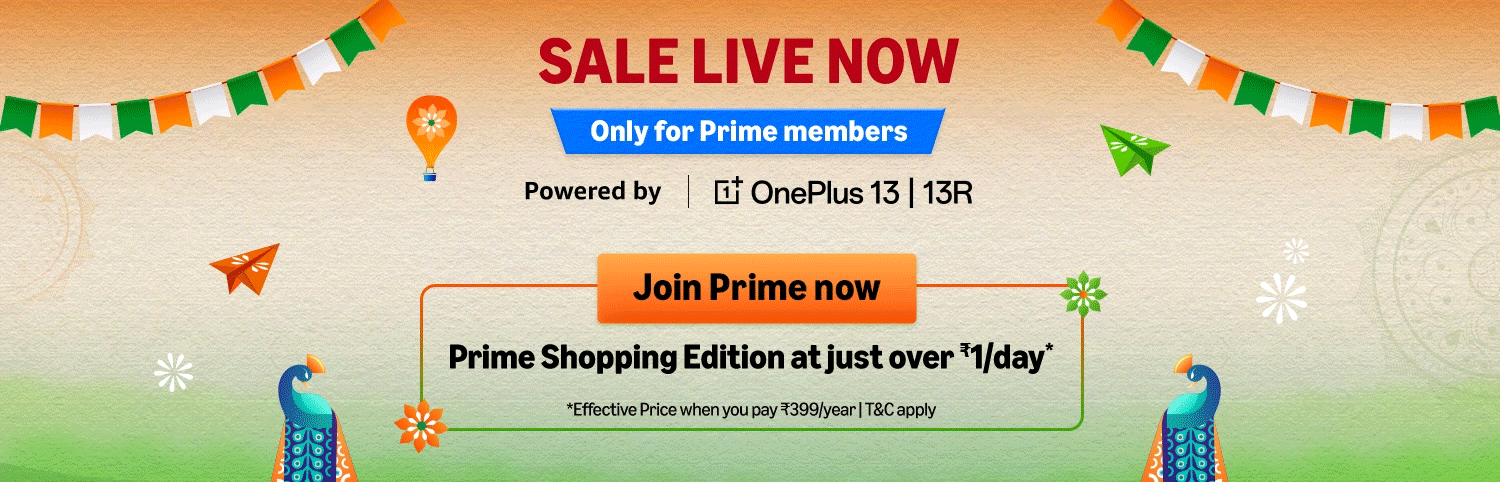 SALE LIVE NOW
Only for Prime members
Powered by | 1+ OnePlus 13 | 13R
Join Prime now
Prime Shopping Edition at just over ₹1/day*
*Effective Price when you pay ₹399/year | T&C apply